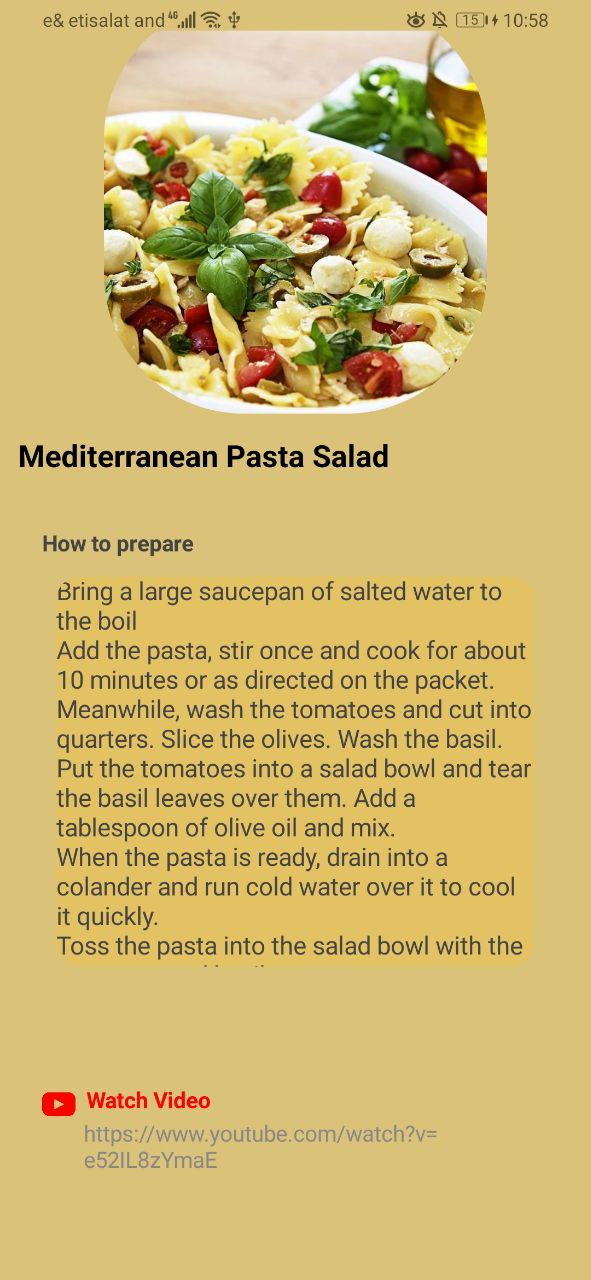 e& etisalat and 4G 15 10:58
Mediterranean Pasta Salad
How to prepare
Bring a large saucepan of salted water to
the boil
Add the pasta, stir once and cook for about
10 minutes or as directed on the packet.
Meanwhile, wash the tomatoes and cut into
quarters. Slice the olives. Wash the basil.
Put the tomatoes into a salad bowl and tear
the basil leaves over them. Add a
tablespoon of olive oil and mix.
When the pasta is ready, drain into a
colander and run cold water over it to cool
it quickly.
Toss the pasta into the salad bowl with the
Watch Video
https://www.youtube.com/watch?v=
e52IL8zYmaE